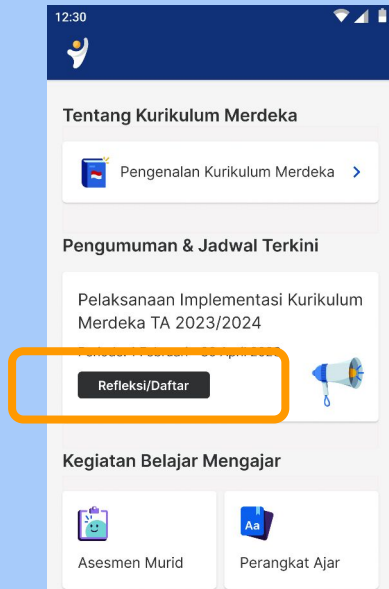 12:30
Tentang Kurikulum Merdeka
Pengenalan Kurikulum Merdeka
Pengumuman & Jadwal Terkini
Pelaksanaan Implementasi Kurikulum
Merdeka TA 2023/2024
Refleksi/Daftar
Kegiatan Belajar Mengajar
Aa
Asesmen Murid
Perangkat Ajar